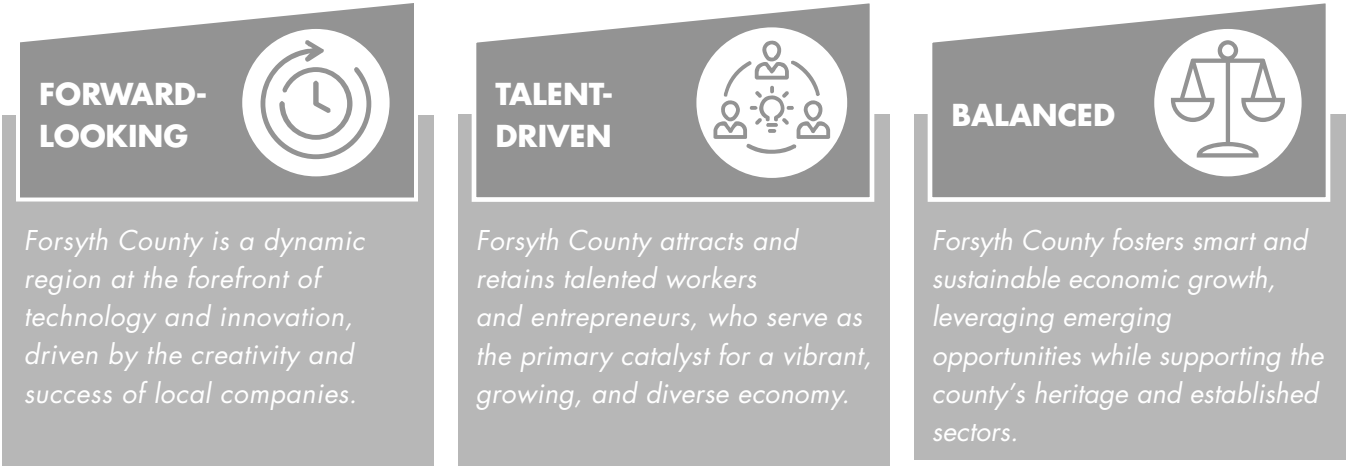 FORWARD-
LOOKING
Forsyth County is a dynamic
region at the forefront of
technology and innovation,
driven by the creativity and
success of local companies.
TALENT-
DRIVEN
Forsyth County attracts and
retains talented workers
and entrepreneurs, who serve as
the primary catalyst for a vibrant,
growing, and diverse economy.
BALANCED
Forsyth County fosters smart and
sustainable economic growth,
leveraging emerging
opportunities while supporting the
county’s heritage and established
sectors.